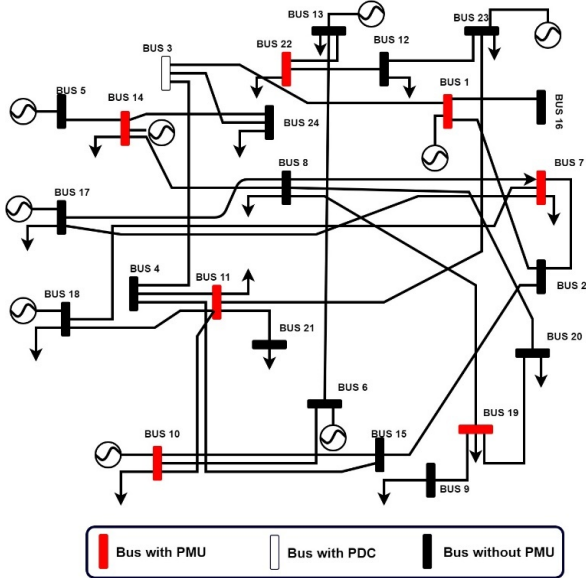 BUS 13
BUS 23
BUS 3
BUS 22
BUS 12
BUS 5
BUS 14
BUS 1
BUS 16
BUS 24
BUS 8
BUS 7
BUS 17
BUS 4
BUS 11
BUS 2
BUS 18
BUS 21
BUS 20
BUS 6
BUS 19
BUS 10
BUS 15
BUS 9
Bus with PMU
Bus with PDC
Bus without PMU